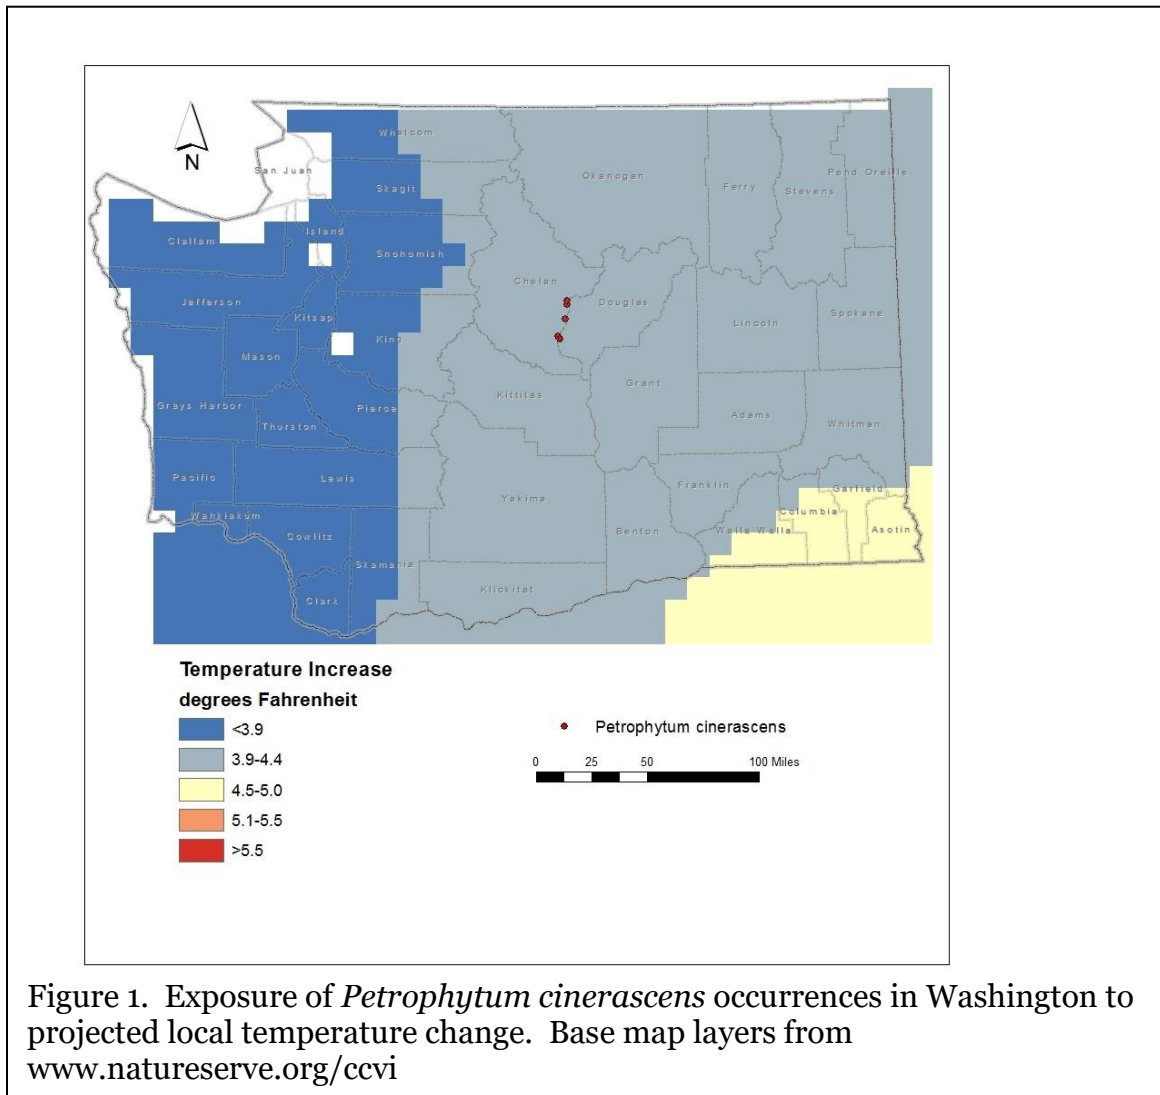 N
Whatcom
San Juan
Skagit
Okanogan
Ferry
Stevens
Pend Oreille
Island
Clallam
Snohomish
Chelan
Douglas
Jefferson
Kitsap
King
Lincoln
Spokane
Mason
Grays Harbor
Pierce
Kittitas
Grant
Adams
Whitman
Thurston
Pacific
Lewis
Yakima
Franklin
Garfield
Wahkiakum
Columbia
Cowlitz
Benton
Walla Walla
Asotin
Skamania
Clark
Klickitat
Temperature Increase
degrees Fahrenheit
<3.9
3.9-4.4
4.5-5.0
5.1-5.5
>5.5
Petrophytum cinerascens
0 25 50 100 Miles
Figure 1. Exposure of Petrophytum cinerascens occurrences in Washington to
projected local temperature change. Base map layers from
www.natureserve.org/ccvi